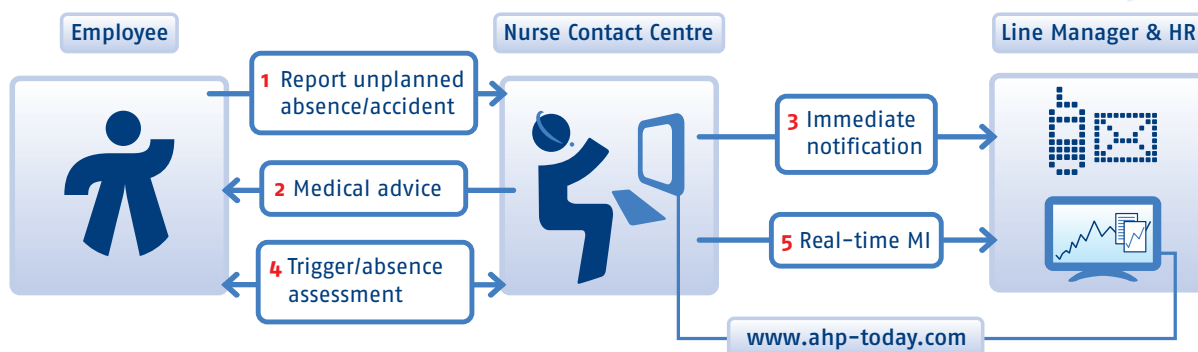 Employee
Nurse Contact Centre
Line Manager & HR
1 Report unplanned
absence/accident
2 Medical advice
3 Immediate
notification
4 Trigger/absence
assessment
5 Real-time MI
www.ahp-today.com